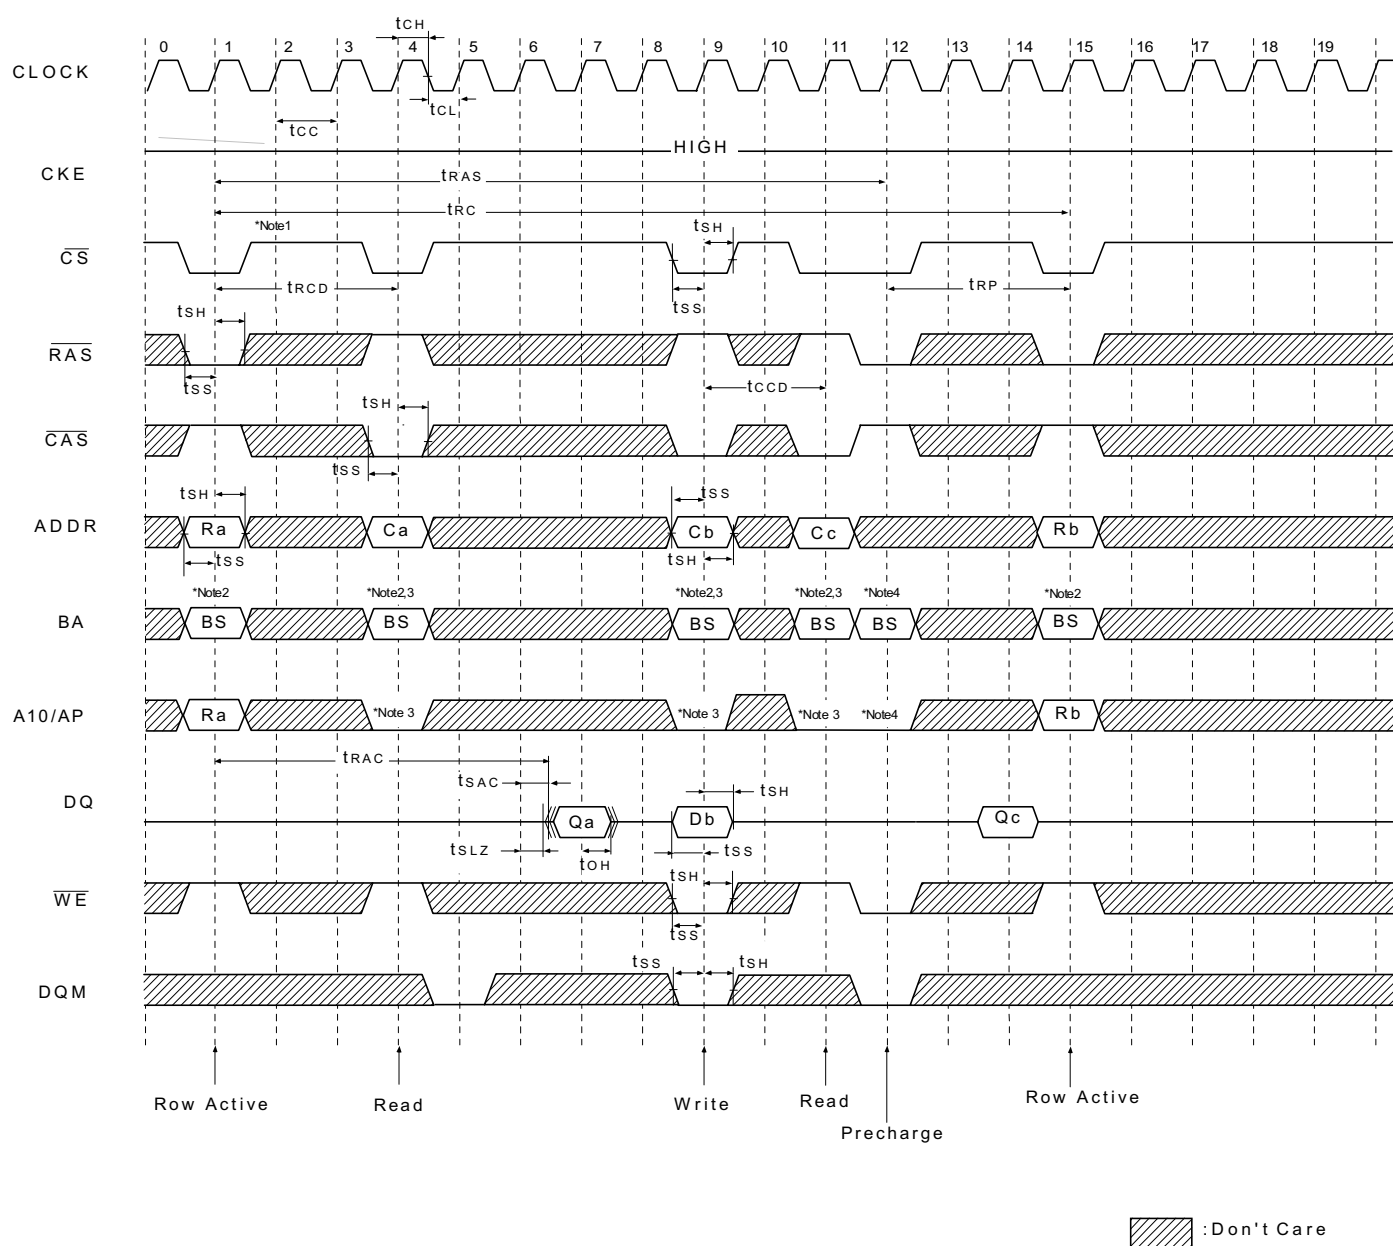 tCH
0 1 2 3 4 5 6 7 8 9 10 11 12 13 14 15 16 17 18 19
CLOCK
tCL
tCC
HIGH
CKE
tRAS
tRC
*Note1
tSH
CS
tRCD
tRP
tSS
tSH
RAS
tSS
tCCD
tSH
CAS
tSS
tSH
tSS
ADDR
Ra Ca Cb Cc Rb
tSS
tSH
*Note2 *Note2,3 *Note2,3 *Note2,3 *Note4 *Note2
BA
BS BS BS BS BS BS
A10/AP
Ra *Note 3 *Note 3 *Note 3 *Note4 Rb
tRAC
tSAC
tSH
DQ
Qa Db Qc
tSLZ
tOH
tSS
tSH
WE
tSS
tSS
tSH
DQM
Row Active Read Write Read Row Active
Precharge
:Don't Care